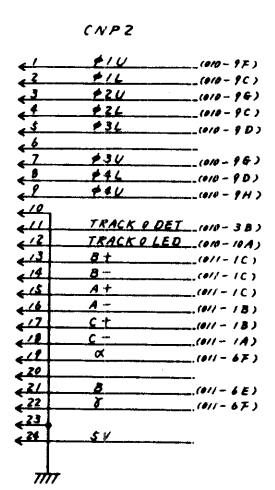 CNP2
1 φ1U (010-9F)
2 φ1L (010-9C)
3 φ2U (010-9G)
4 φ2L (010-9C)
5 φ3L (010-9D)
6
7 φ3U (010-9G)
8 φ4L (010-9D)
9 φ4U (010-9H)
10
11 TRACK 0 DET (010-3B)
12 TRACK 0 LED (010-10A)
13 B+ (011-1C)
14 B- (011-1C)
15 A+ (011-1C)
16 A- (011-1B)
17 C+ (011-1B)
18 C- (011-1A)
19 α (011-6F)
20
21 B (011-6E)
22 γ (011-6F)
23
24 5V